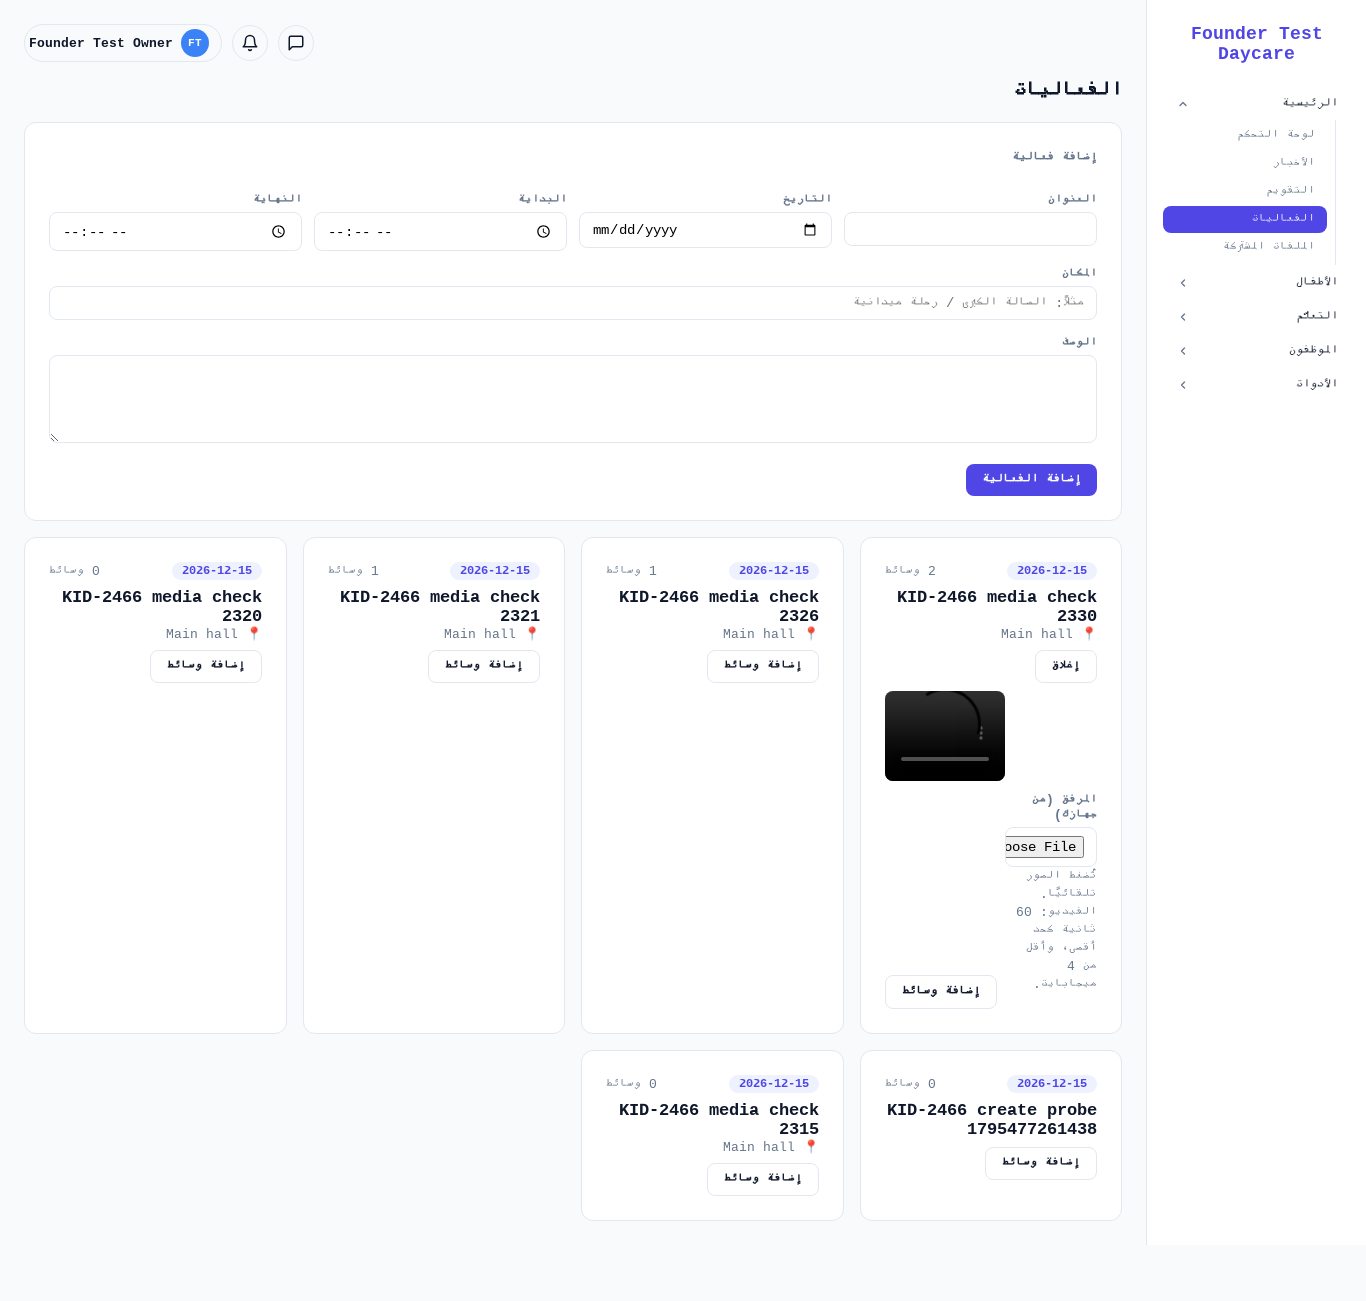 Founder Test
Daycare
الرئيسية
لوحة التحكم
الأخبار
التقويم
الفعاليات
الملفات المشتركة
الأطفال
التعلّم
الموظفون
الأدوات
Founder Test Owner FT
الفعاليات
إضافة فعالية
العنوان
التاريخ
البداية
النهاية
mm/dd/yyyy
--:-- --
--:-- --
المكان
مثلاً: الصالة الكبرى / رحلة ميدانية
الوصف
إضافة الفعالية
2026-12-15
2 وسائط
KID-2466 media check
2330
📍 Main hall
إغلاق
المرفق (من
جهازك)
oose File
تُضغط الصور
تلقائيًا.
الفيديو: 60
ثانية كحد
أقصى، وأقل
من 4
ميجابايت.
إضافة وسائط
2026-12-15
1 وسائط
KID-2466 media check
2326
📍 Main hall
إضافة وسائط
2026-12-15
1 وسائط
KID-2466 media check
2321
📍 Main hall
إضافة وسائط
2026-12-15
0 وسائط
KID-2466 media check
2320
📍 Main hall
إضافة وسائط
2026-12-15
0 وسائط
KID-2466 create probe
1795477261438
إضافة وسائط
2026-12-15
0 وسائط
KID-2466 media check
2315
📍 Main hall
إضافة وسائط